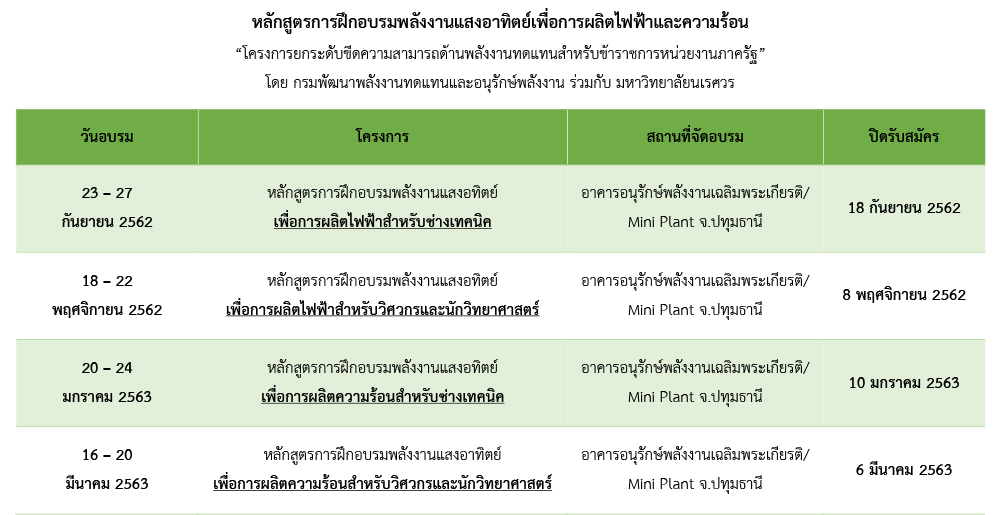 หลักสูตรการฝึกอบรมพลังงานแสงอาทิตย์เพื่อการผลิตไฟฟ้าและความร้อน
“โครงการยกระดับขีดความสามารถด้านพลังงานทดแทนสำหรับข้าราชการหน่วยงานภาครัฐ”
โดย กรมพัฒนาพลังงานทดแทนและอนุรักษ์พลังงาน ร่วมกับ มหาวิทยาลัยนเรศวร
วันอบรม โครงการ สถานที่จัดอบรม ปิดรับสมัคร
23 – 27 หลักสูตรการฝึกอบรมพลังงานแสงอทิตย์ อาคารอนุรักษ์พลังงานเฉลิมพระเกียรติ/
18 กันยายน 2562
กันยายน 2562 เพื่อการผลิตไฟฟ้าสำหรับช่างเทคนิค Mini Plant จ.ปทุมธานี
18 – 22 หลักสูตรการฝึกอบรมพลังงานแสงอทิตย์ อาคารอนุรักษ์พลังงานเฉลิมพระเกียรติ/
8 พฤศจิกายน 2562
พฤศจิกายน 2562 เพื่อการผลิตไฟฟ้าสำหรับวิศวกรและนักวิทยาศาสตร์ Mini Plant จ.ปทุมธานี
20 – 24 หลักสูตรการฝึกอบรมพลังงานแสงอทิตย์ อาคารอนุรักษ์พลังงานเฉลิมพระเกียรติ/
10 มกราคม 2563
มกราคม 2563 เพื่อการผลิตความร้อนสำหรับช่างเทคนิค Mini Plant จ.ปทุมธานี
16 – 20 หลักสูตรการฝึกอบรมพลังงานแสงอาทิตย์ อาคารอนุรักษ์พลังงานเฉลิมพระเกียรติ/
6 มีนาคม 2563
มีนาคม 2563 เพื่อการผลิตความร้อนสำหรับวิศวกรและนักวิทยาศาสตร์ Mini Plant จ.ปทุมธานี